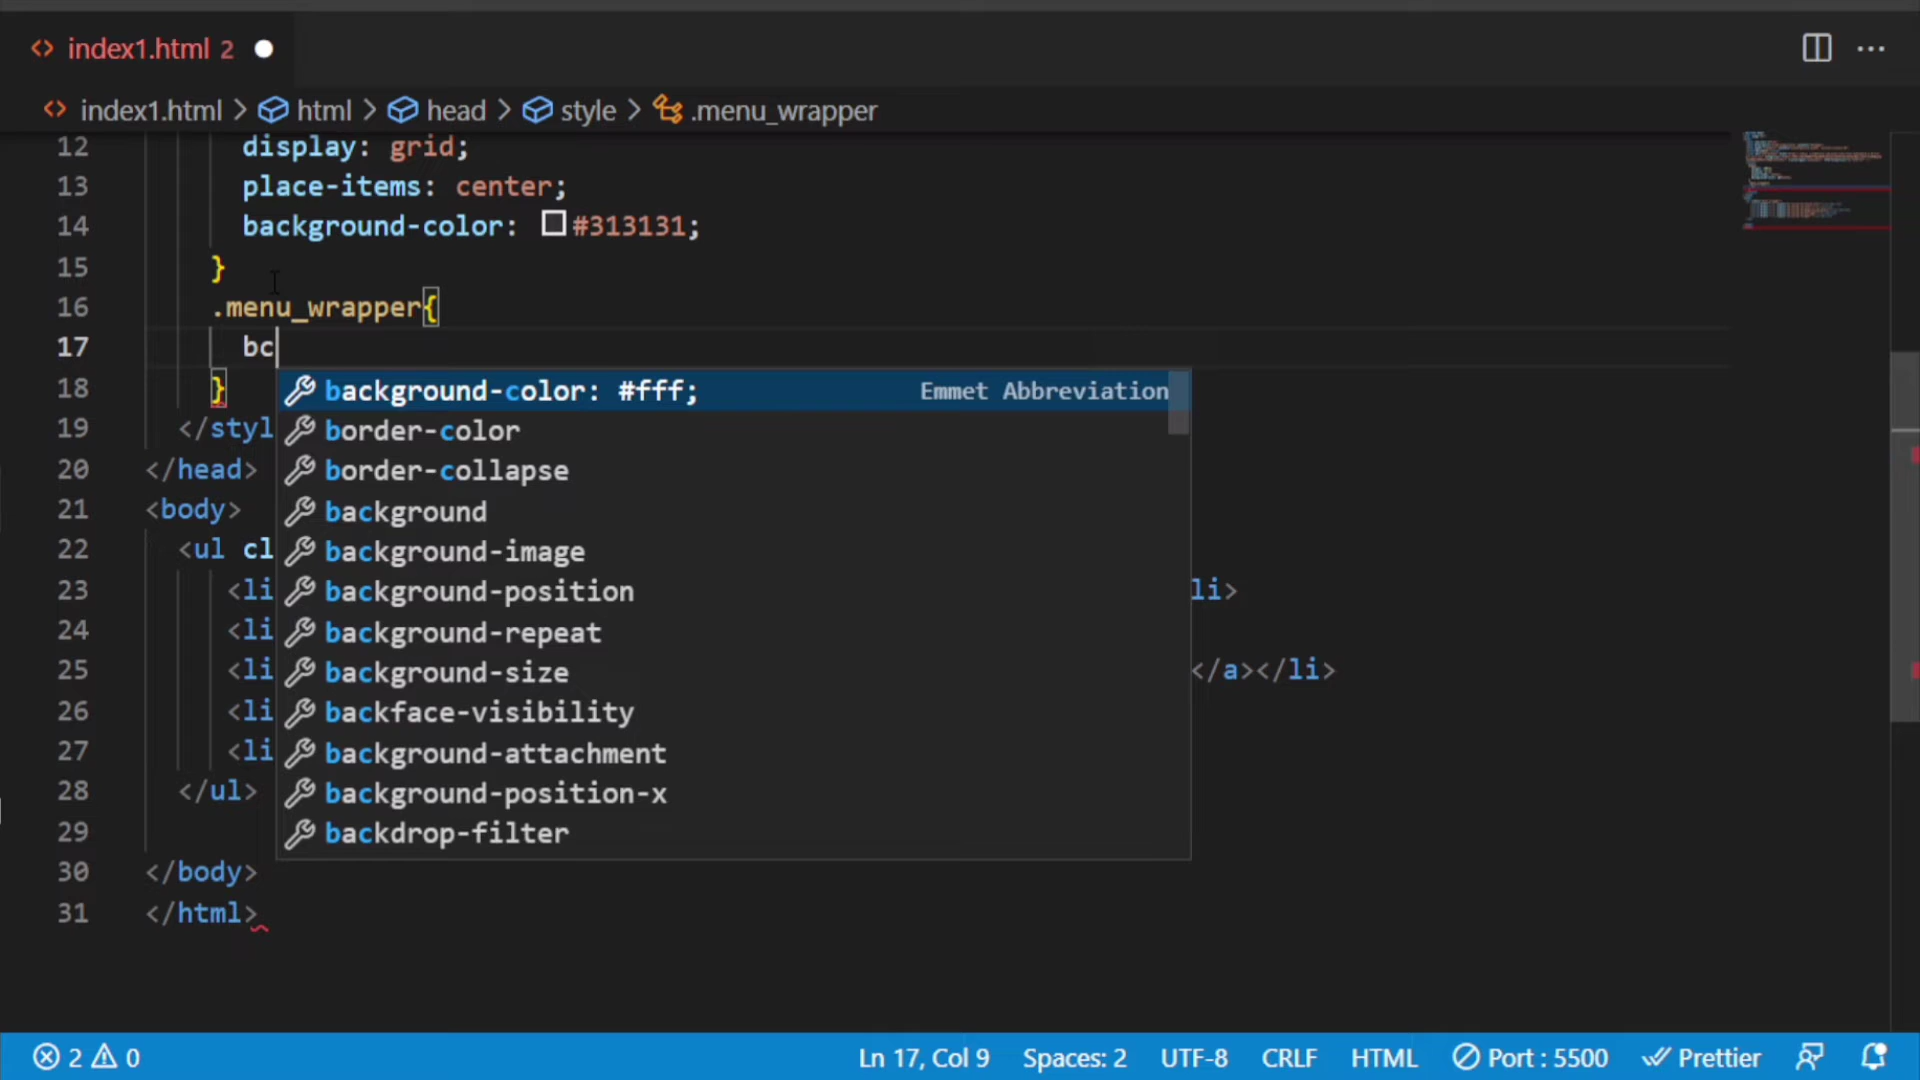 index1.html 2
index1.html > html > head > style > .menu_wrapper
12 display: grid;
13 place-items: center;
14 background-color: #313131;
15 }
16 .menu_wrapper{
17 bc
18 }
background-color: #fff; Emmet Abbreviation
19 </styl
border-color
20 </head>
border-collapse
21 <body>
background
22 <ul cl
background-image
23 <li
background-position
li>
24 <li
background-repeat
25 <li
background-size
</a></li>
26 <li
backface-visibility
27 <li
background-attachment
28 </ul>
background-position-x
29
backdrop-filter
30 </body>
31 </html>
2 0 Ln 17, Col 9 Spaces: 2 UTF-8 CRLF HTML Port : 5500 Prettier